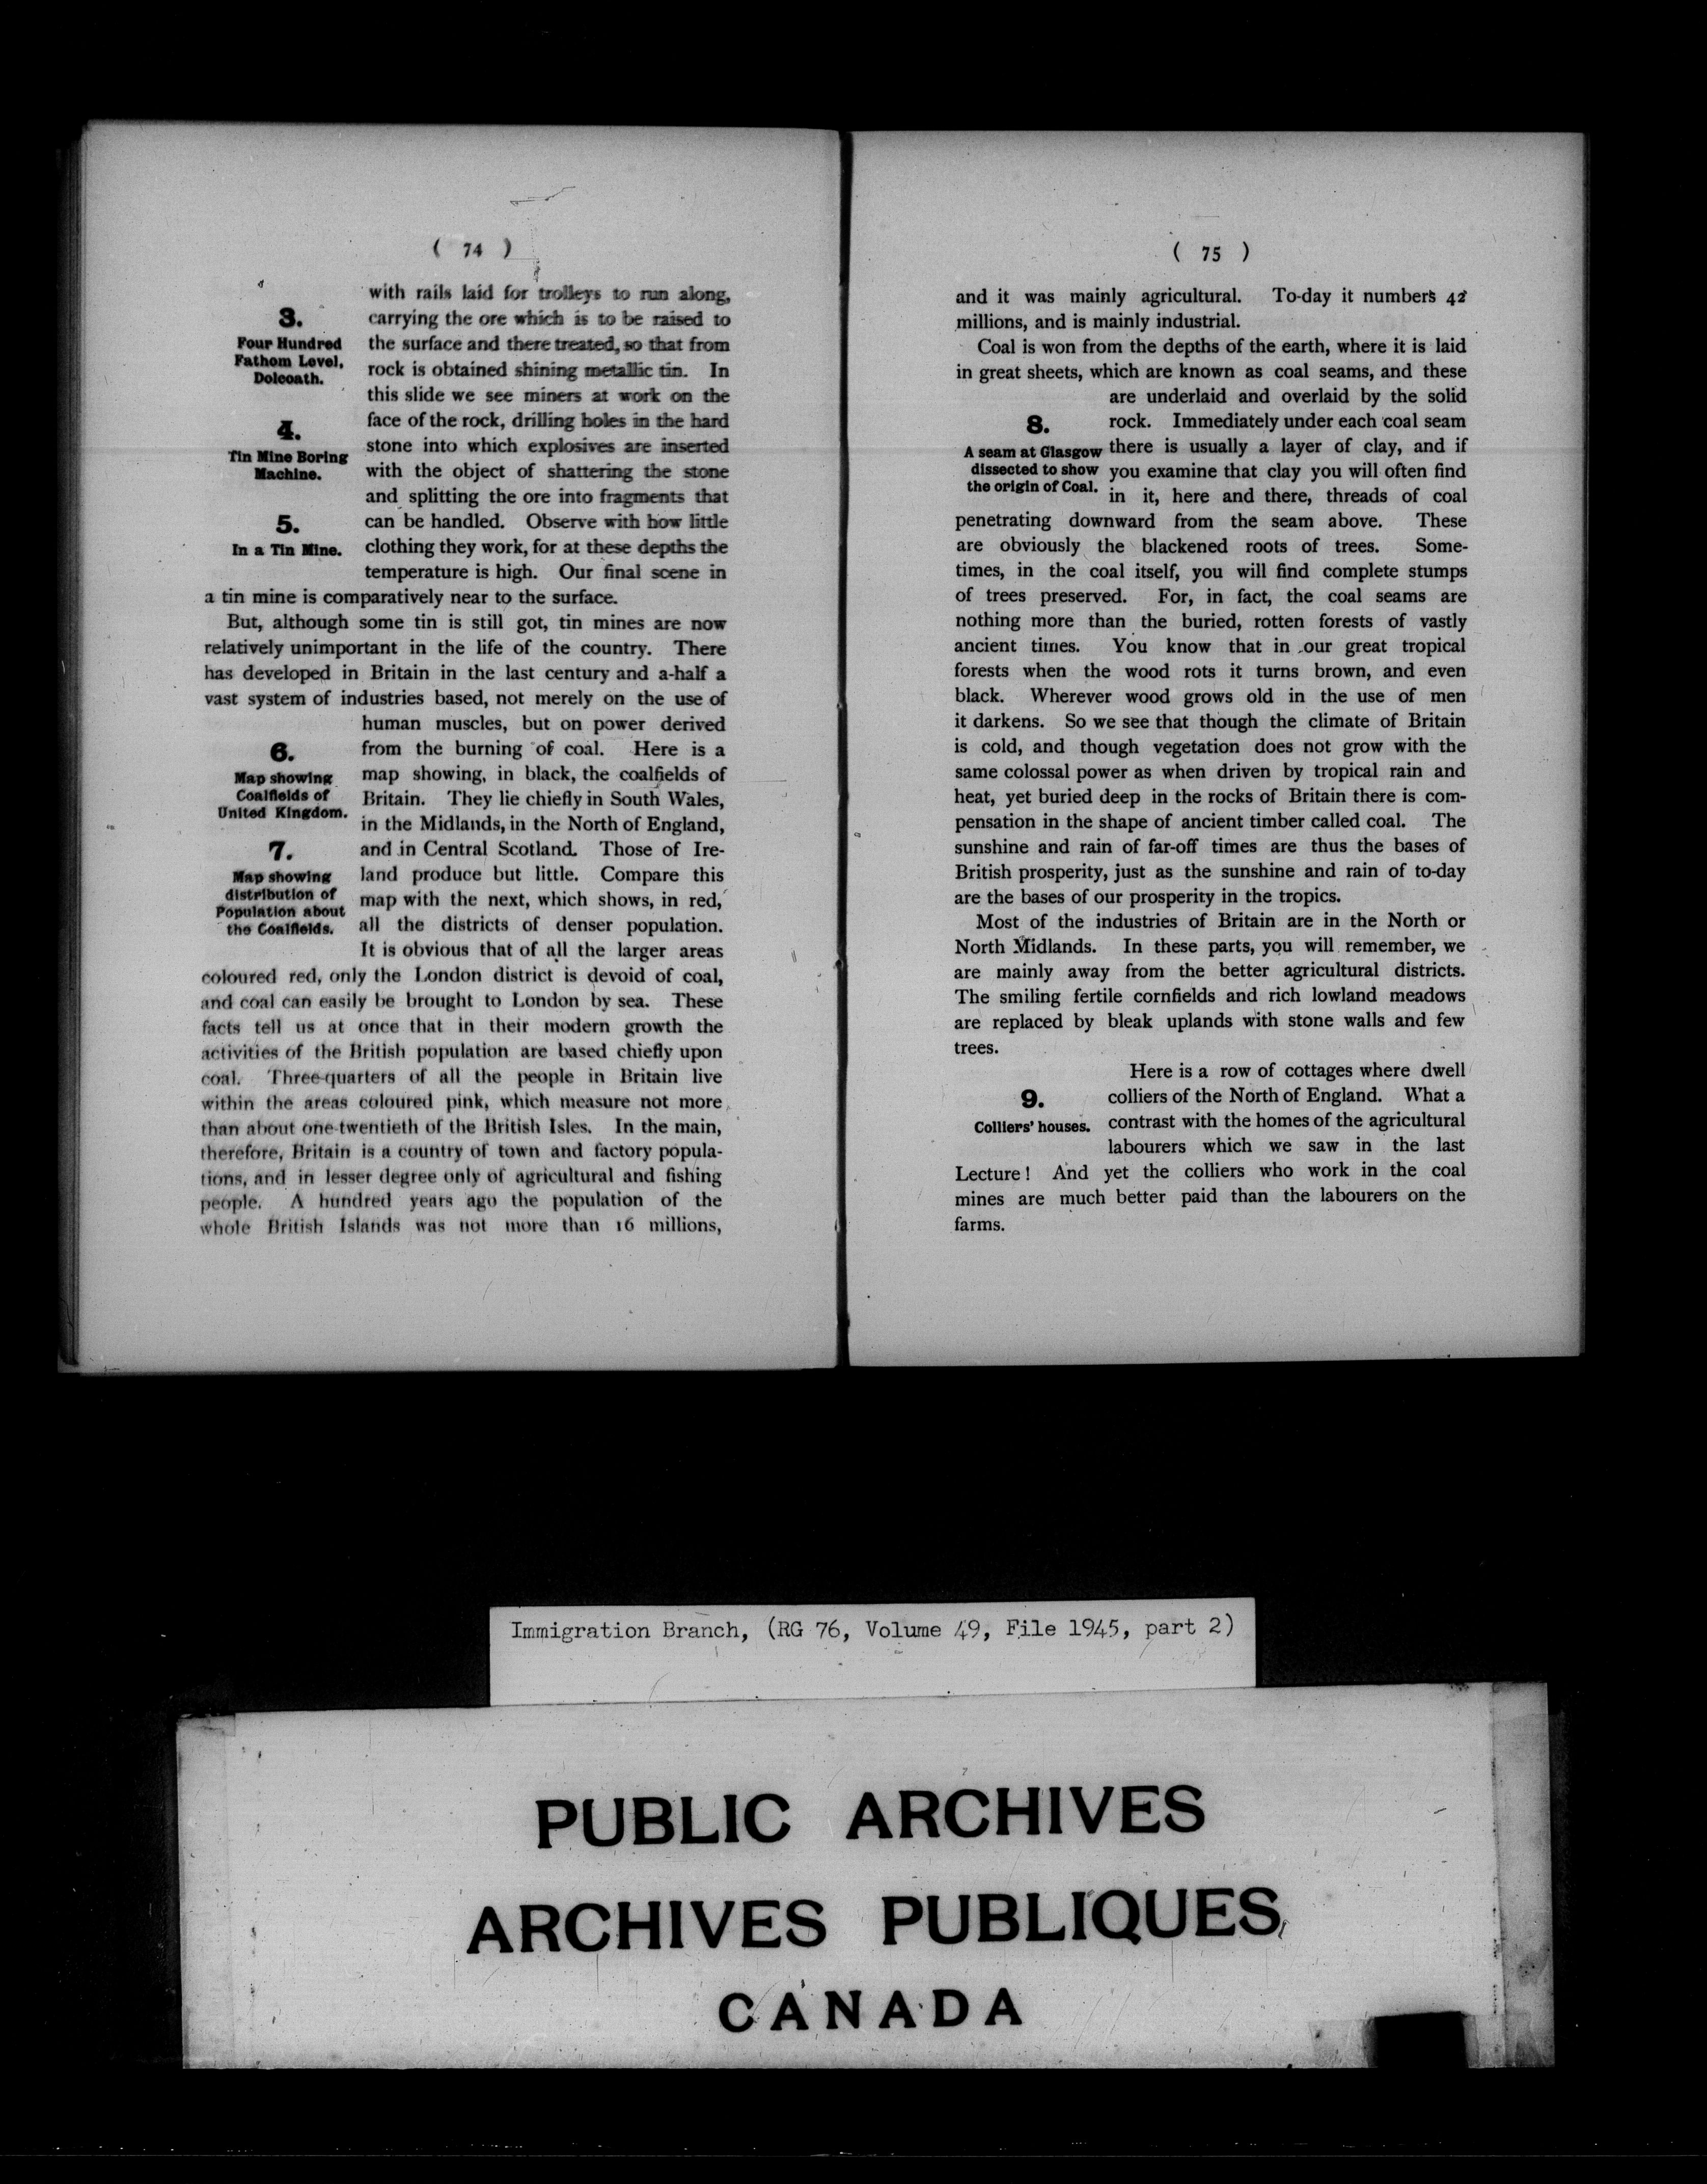 ( 74 )
with rails laid for trolleys to run along,
3.
carrying the ore which is to be raised to
Four Hundred
Fathom Level,
Dolcoath.
the surface and there treated, so that from
rock is obtained shining metallic tin. In
this slide we see miners at work on the
4.
face of the rock, drilling holes in the hard
Tin Mine Boring
Machine.
stone into which explosives are inserted
with the object of shattering the stone
and splitting the ore into fragments that
5.
can be handled. Observe with how little
In a Tin Mine.
clothing they work, for at these depths the
temperature is high. Our final scene in
a tin mine is comparatively near to the surface.
But, although some tin is still got, tin mines are now
relatively unimportant in the life of the country. There
has developed in Britain in the last century and a-half a
vast system of industries based, not merely on the use of
human muscles, but on power derived
6.
from the burning of coal. Here is a
Map showing
Coalfields of
United Kingdom.
map showing, in black, the coalfields of
Britain. They lie chiefly in South Wales,
in the Midlands, in the North of England,
7.
and in Central Scotland. Those of Ire-
Map showing
distribution of
Population about
the Coalfields.
land produce but little. Compare this
map with the next, which shows, in red,
all the districts of denser population.
It is obvious that of all the larger areas
coloured red, only the London district is devoid of coal,
and coal can easily be brought to London by sea. These
facts tell us at once that in their modern growth the
activities of the British population are based chiefly upon
coal. Three-quarters of all the people in Britain live
within the areas coloured pink, which measure not more
than about one-twentieth of the British Isles. In the main,
therefore, Britain is a country of town and factory popula-
tions, and in lesser degree only of agricultural and fishing
people. A hundred years ago the population of the
whole British Islands was not more than 16 millions,
( 75 )
and it was mainly agricultural. To-day it numbers 42
millions, and is mainly industrial.
Coal is won from the depths of the earth, where it is laid
in great sheets, which are known as coal seams, and these
are underlaid and overlaid by the solid
8.
rock. Immediately under each coal seam
A seam at Glasgow
dissected to show
the origin of Coal.
there is usually a layer of clay, and if
you examine that clay you will often find
in it, here and there, threads of coal
penetrating downward from the seam above. These
are obviously the blackened roots of trees. Some-
times, in the coal itself, you will find complete stumps
of trees preserved. For, in fact, the coal seams are
nothing more than the buried, rotten forests of vastly
ancient times. You know that in our great tropical
forests when the wood rots it turns brown, and even
black. Wherever wood grows old in the use of men
it darkens. So we see that though the climate of Britain
is cold, and though vegetation does not grow with the
same colossal power as when driven by tropical rain and
heat, yet buried deep in the rocks of Britain there is com-
pensation in the shape of ancient timber called coal. The
sunshine and rain of far-off times are thus the bases of
British prosperity, just as the sunshine and rain of to-day
are the bases of our prosperity in the tropics.
Most of the industries of Britain are in the North or
North Midlands. In these parts, you will remember, we
are mainly away from the better agricultural districts.
The smiling fertile cornfields and rich lowland meadows
are replaced by bleak uplands with stone walls and few
trees.
Here is a row of cottages where dwell
9.
colliers of the North of England. What a
Colliers' houses.
contrast with the homes of the agricultural
labourers which we saw in the last
Lecture! And yet the colliers who work in the coal
mines are much better paid than the labourers on the
farms.
Immigration Branch, (RG 76, Volume 49, File 1945, part 2)
PUBLIC ARCHIVES
ARCHIVES PUBLIQUES
CANADA